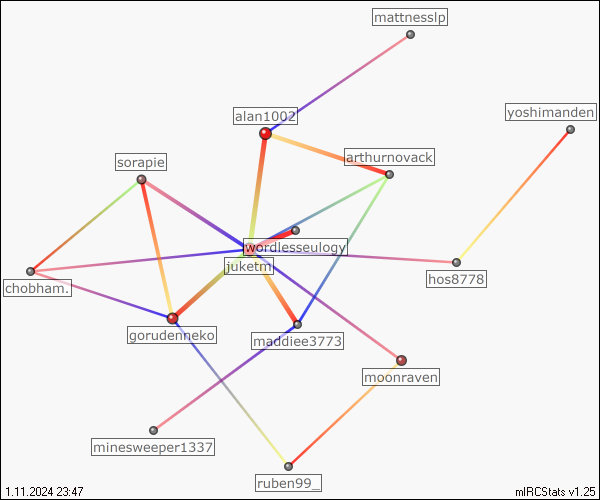 mattnesslp
yoshimanden
alan1002
arthurnovack
sorapie
wordlesseulogy
juketm
hos8778
chobham.
gorudenneko
maddiee3773
moonraven
minesweeper1337
ruben99_
1.11.2024 23:47
mIRCStats v1.25